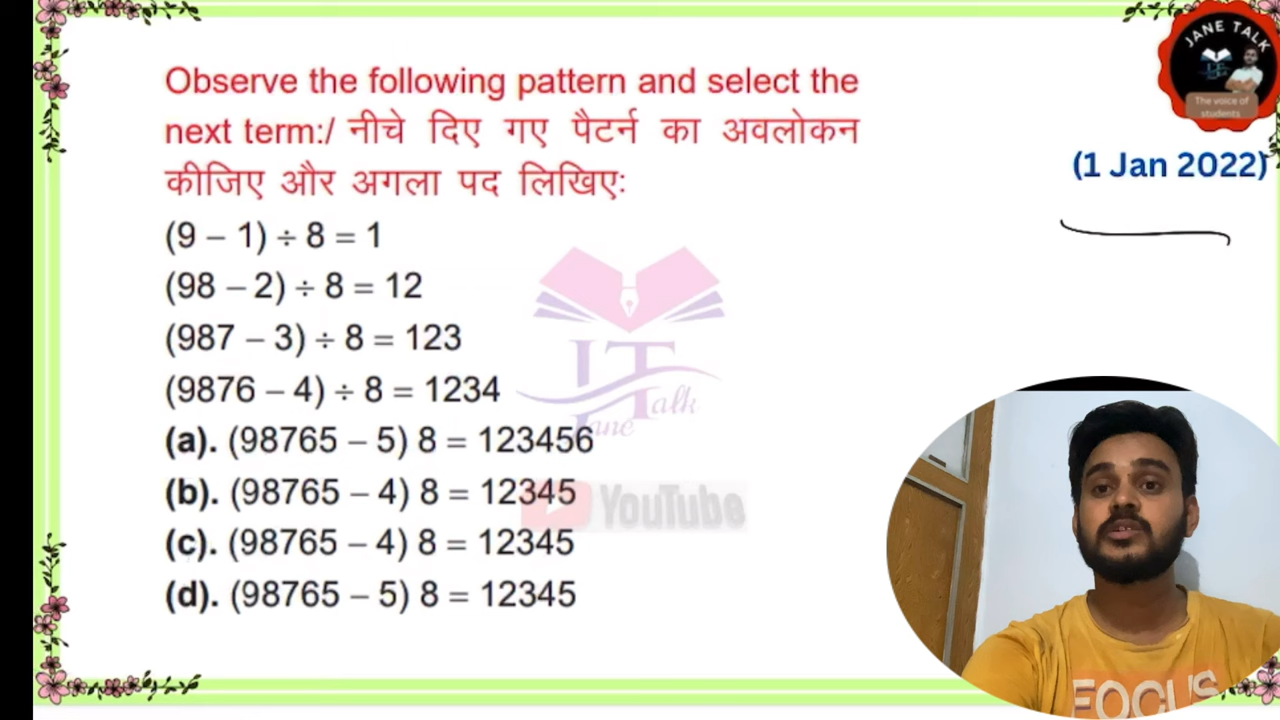 Observe the following pattern and select the
next term:/ नीचे दिए गए पैटर्न का अवलोकन
कीजिए और अगला पद लिखिए:
(9 – 1) ÷ 8 = 1
(98 – 2) ÷ 8 = 12
(987 – 3) ÷ 8 = 123
(9876 – 4) ÷ 8 = 1234
(a). (98765 – 5) 8 = 123456
(b). (98765 – 4) 8 = 12345
(c). (98765 – 4) 8 = 12345
(d). (98765 – 5) 8 = 12345
JANE TALK
The voice of
students
(1 Jan 2022)
Jane Talk
YouTube
FOCUS